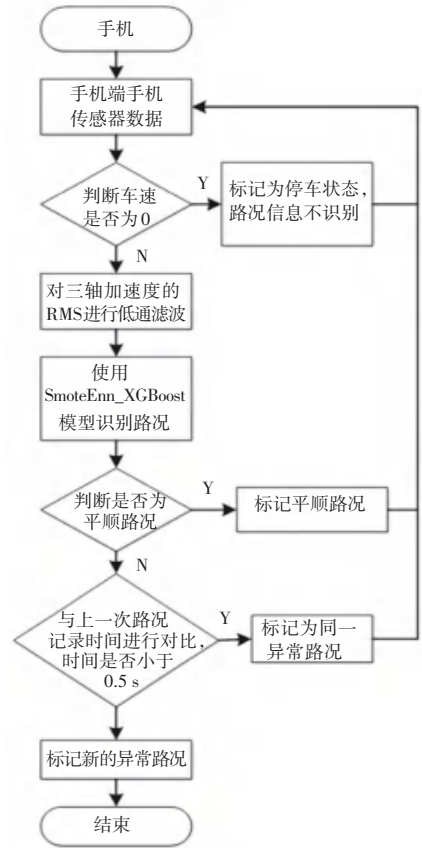 手机
手机端手机
传感器数据
判断车速
是否为0
Y
标记为停车状态，
路况信息不识别
N
对三轴加速度的
RMS进行低通滤波
使用
SmoteEnn_XGBoost
模型识别路况
判断是否为
平顺路况
Y
标记平顺路况
N
与上一次路况
记录时间进行对比，
时间是否小于
0.5 s
Y
标记为同一
异常路况
标记新的异常路况
结束